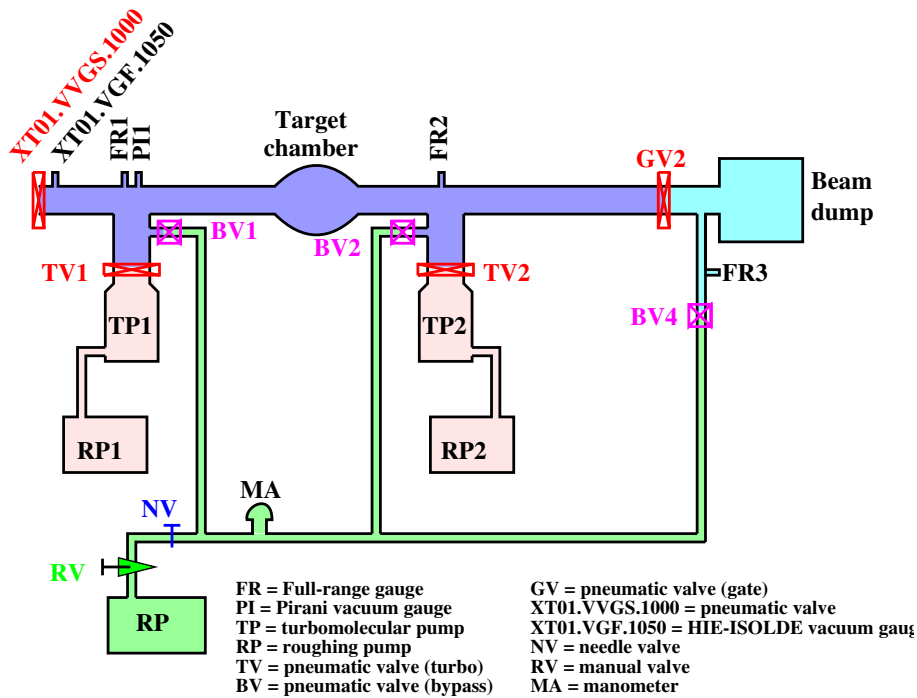 XT01.VVGS.1000
XT01.VGF.1050
FR1
PI1
Target
chamber
FR2
GV2
Beam
dump
BV1
BV2
TV1
TV2
FR3
TP1
TP2
BV4
RP1
RP2
MA
NV
RV
RP
FR = Full-range gauge
PI = Pirani vacuum gauge
TP = turbomolecular pump
RP = roughing pump
TV = pneumatic valve (turbo)
BV = pneumatic valve (bypass)
GV = pneumatic valve (gate)
XT01.VVGS.1000 = pneumatic valve
XT01.VGF.1050 = HIE-ISOLDE vacuum gaug
NV = needle valve
RV = manual valve
MA = manometer